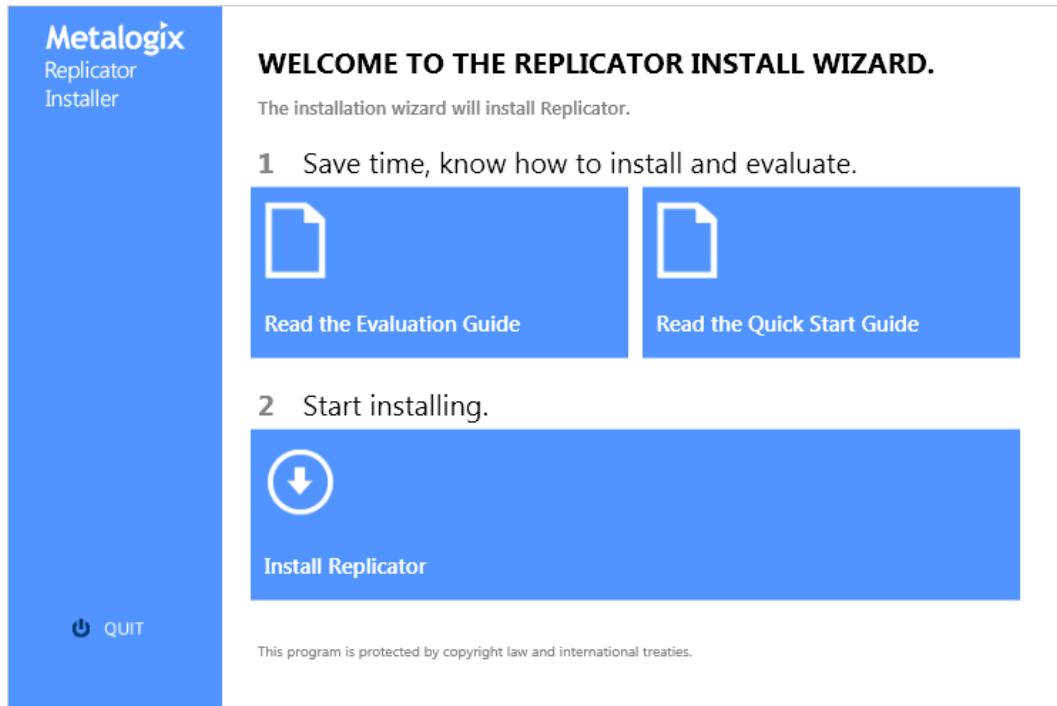 Metalogix
Replicator
Installer
WELCOME TO THE REPLICATOR INSTALL WIZARD.
The installation wizard will install Replicator.
1 Save time, know how to install and evaluate.
Read the Evaluation Guide
Read the Quick Start Guide
2 Start installing.
Install Replicator
QUIT
This program is protected by copyright law and international treaties.